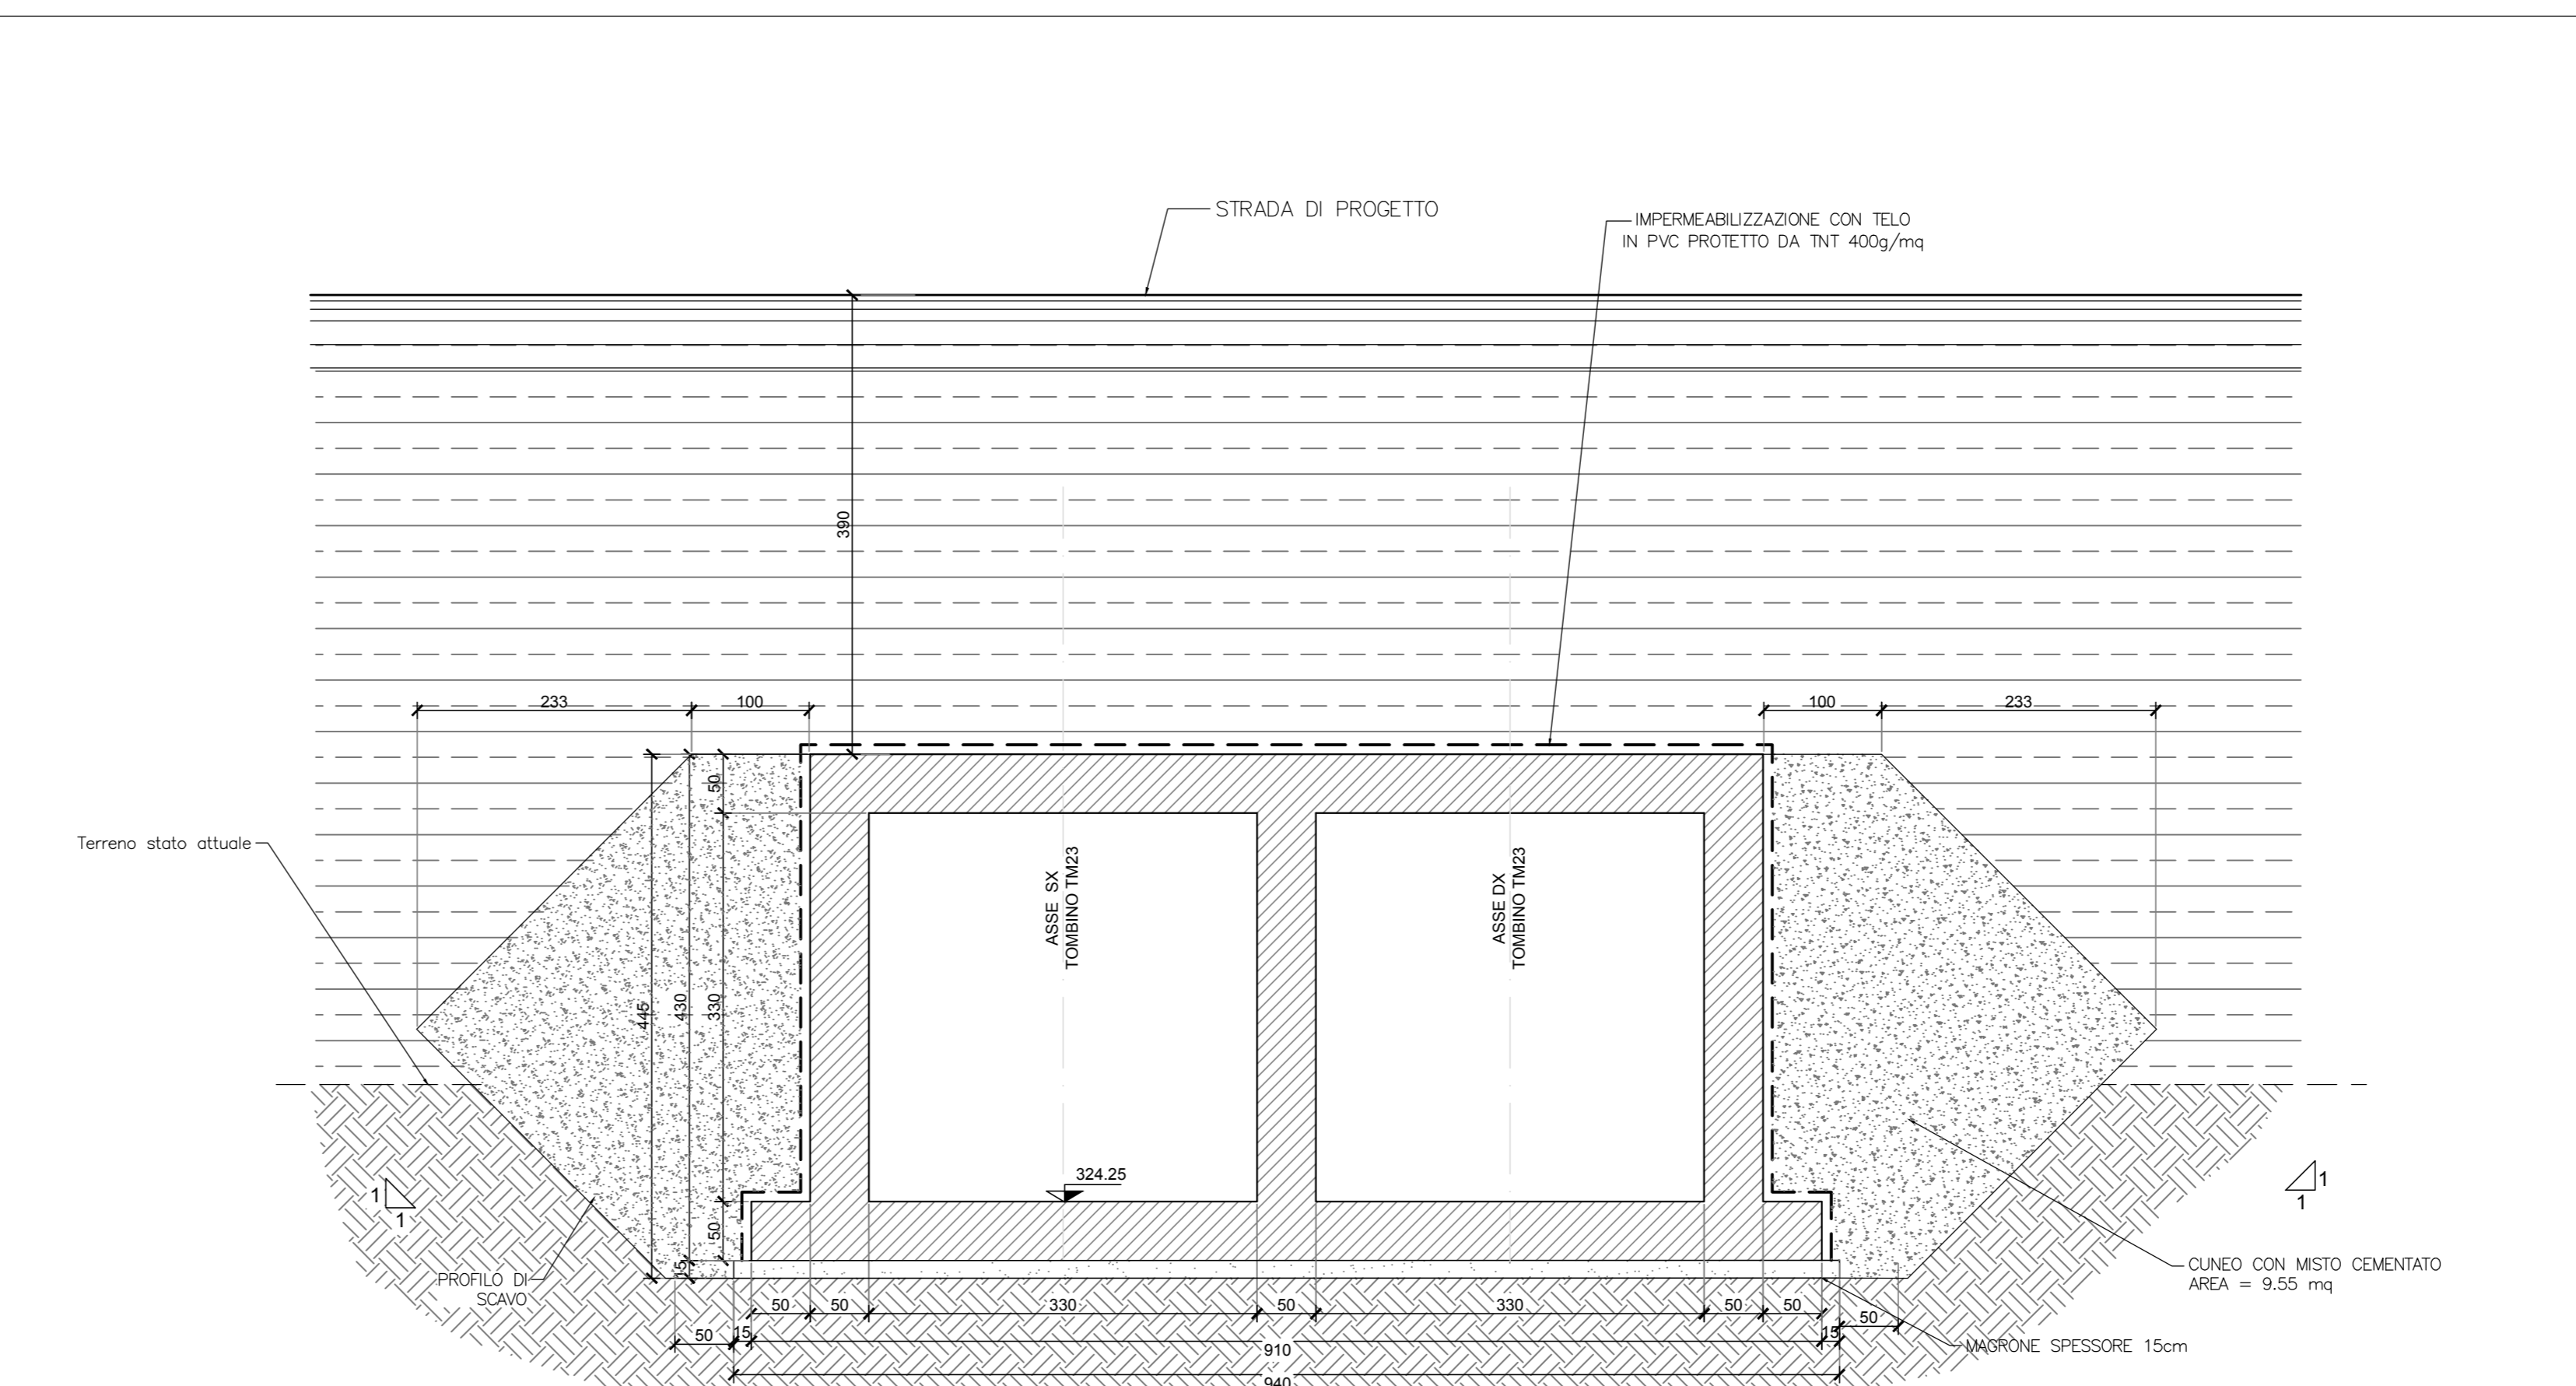 STRADA DI PROGETTO
IMPERMEABILIZZAZIONE CON TELO
IN PVC PROTETTO DA TNT 400g/mq
390
233
100
100
233
50
Terreno stato attuale
ASSE SX
TOMBINO TM23
ASSE DX
TOMBINO TM23
445
430
330
324.25
1
1
1
1
50
15
PROFILO DI
SCAVO
CUNEO CON MISTO CEMENTATO
AREA = 9.55 mq
50
50
330
50
330
50
50
50
15
15
50
910
MAGRONE SPESSORE 15cm
940